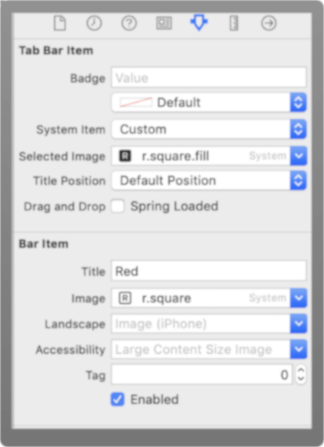 Tab Bar Item
Badge Value
Default
System Item Custom
Selected Image R r.square.fill System
Title Position Default Position
Drag and Drop Spring Loaded
Bar Item
Title Red
Image R r.square System
Landscape Image (iPhone)
Accessibility Large Content Size Image
Tag 0
Enabled